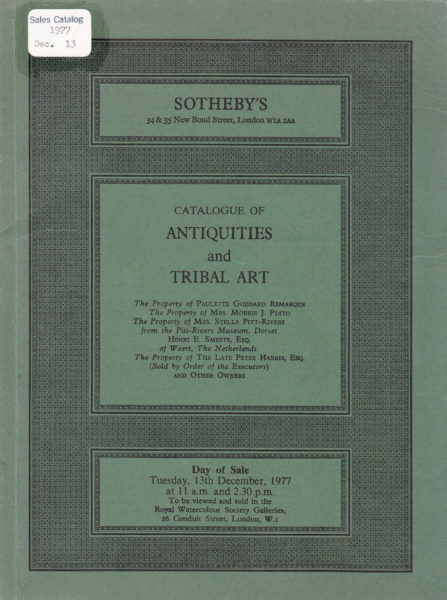 Sales Catalog
1977
Dec. 13
SOTHEBY'S
34 & 35 New Bond Street, London W1A 2AA
CATALOGUE OF
ANTIQUITIES
and
TRIBAL ART
The Property of PAULETTE GODDARD REMARQUE
The Property of MRS. MORRIS J. PINTO
The Property of MRS. STELLA PITT-RIVERS
from the Pitt-Rivers Museum, Dorset
HENRI E. SMEETS, ESQ.
of Weert, The Netherlands
The Property of THE LATE PETER HARRIS, ESQ.
(Sold by Order of the Executors)
AND OTHER OWNERS
Day of Sale
Tuesday, 13th December, 1977
at 11 a.m. and 2.30 p.m.
To be viewed and sold in the
Royal Watercolour Society Galleries,
26 Conduit Street, London, W.1